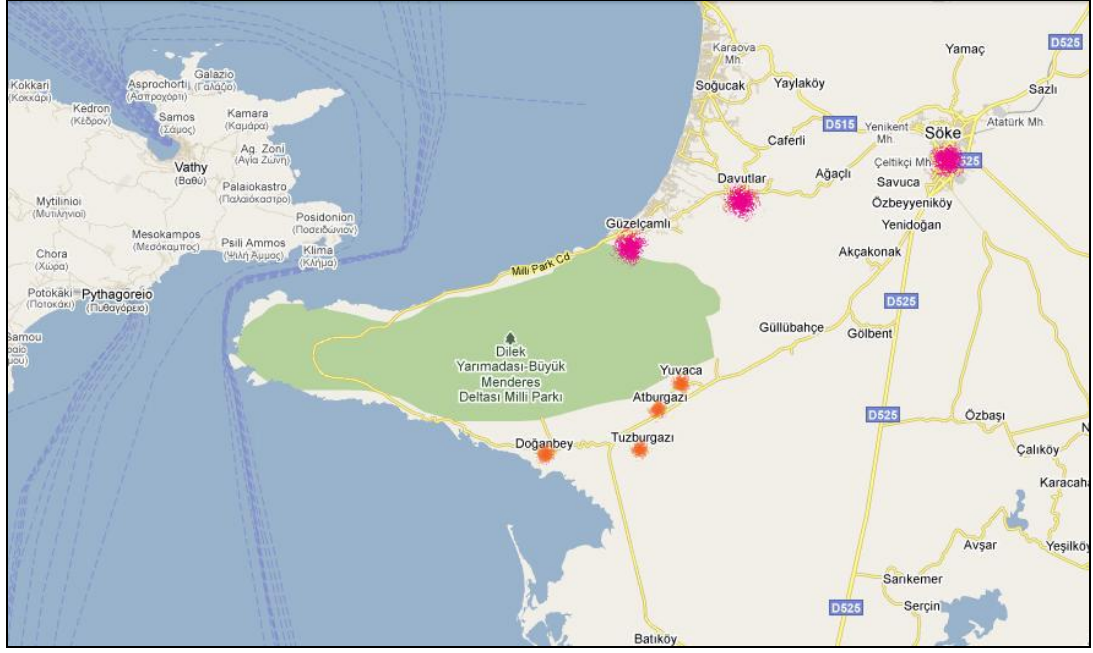 Karaova
Mh.
Yamaç
D525
Kokkari
(Κοκκάρι)
Asprochorti
(Ασπροχόρτι)
Galazio
(Γαλάζιο)
Soğucak
Yaylaköy
Sazlı
Kedron
(Κέδρον)
Samos
(Σάμος)
Kamara
(Καμάρα)
D515
Yenikent
Mh.
Söke
Atatürk Mh.
Caferli
Ag. Zoni
(Αγία Ζώνη)
Vathy
(Βαθύ)
Çeltikçi Mh.
525
Davutlar
Ağaçlı
Savuca
Palaiokastro
(Παλαιόκαστρο)
Özbeyyeniköy
Mytilinioi
(Μυτιληνιοί)
Posidonion
(Ποσειδώνιον)
Güzelçamlı
Yenidoğan
Mesokampos
(Μεσόκαμπος)
Psili Ammos
(Ψιλή Άμμος)
Klima
(Κλήμα)
Chora
(Χώρα)
Akçakonak
Milli Park Cd
Potokaki
(Ποτοκάκι)
Pythagoreio
(Πυθαγόρειο)
D525
Güllübahçe
Gölbent
Dilek
Yarımadası-Büyük
Menderes
Deltası Milli Parkı
Yuvaca
Atburgazı
D525
Özbaşı
Doğanbey
Tuzburgazı
Çalıköy
Avşar
Sarıkemer
D525
Serçin
Batıköy